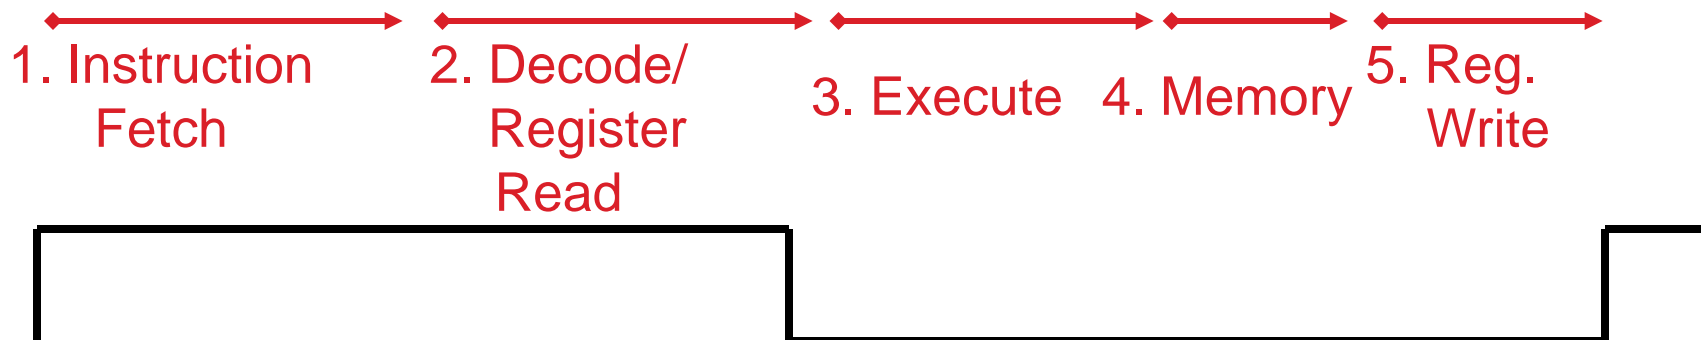 1. Instruction
Fetch
2. Decode/
Register
Read
3. Execute
4. Memory
5. Reg.
Write